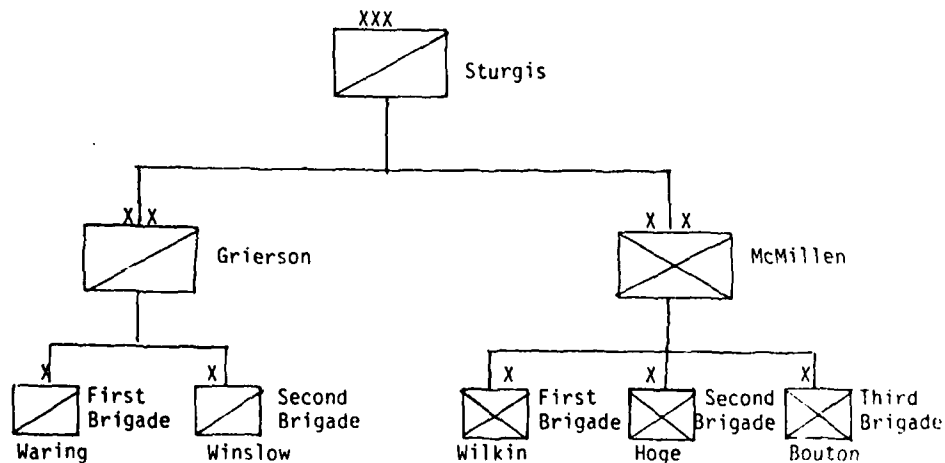 XXX
Sturgis
X X
Grierson
X X
McMillen
X
First
Brigade
Waring
X
Second
Brigade
Winslow
X
First
Brigade
Wilkin
X
Second
Brigade
Hoge
X
Third
Brigade
Bouton